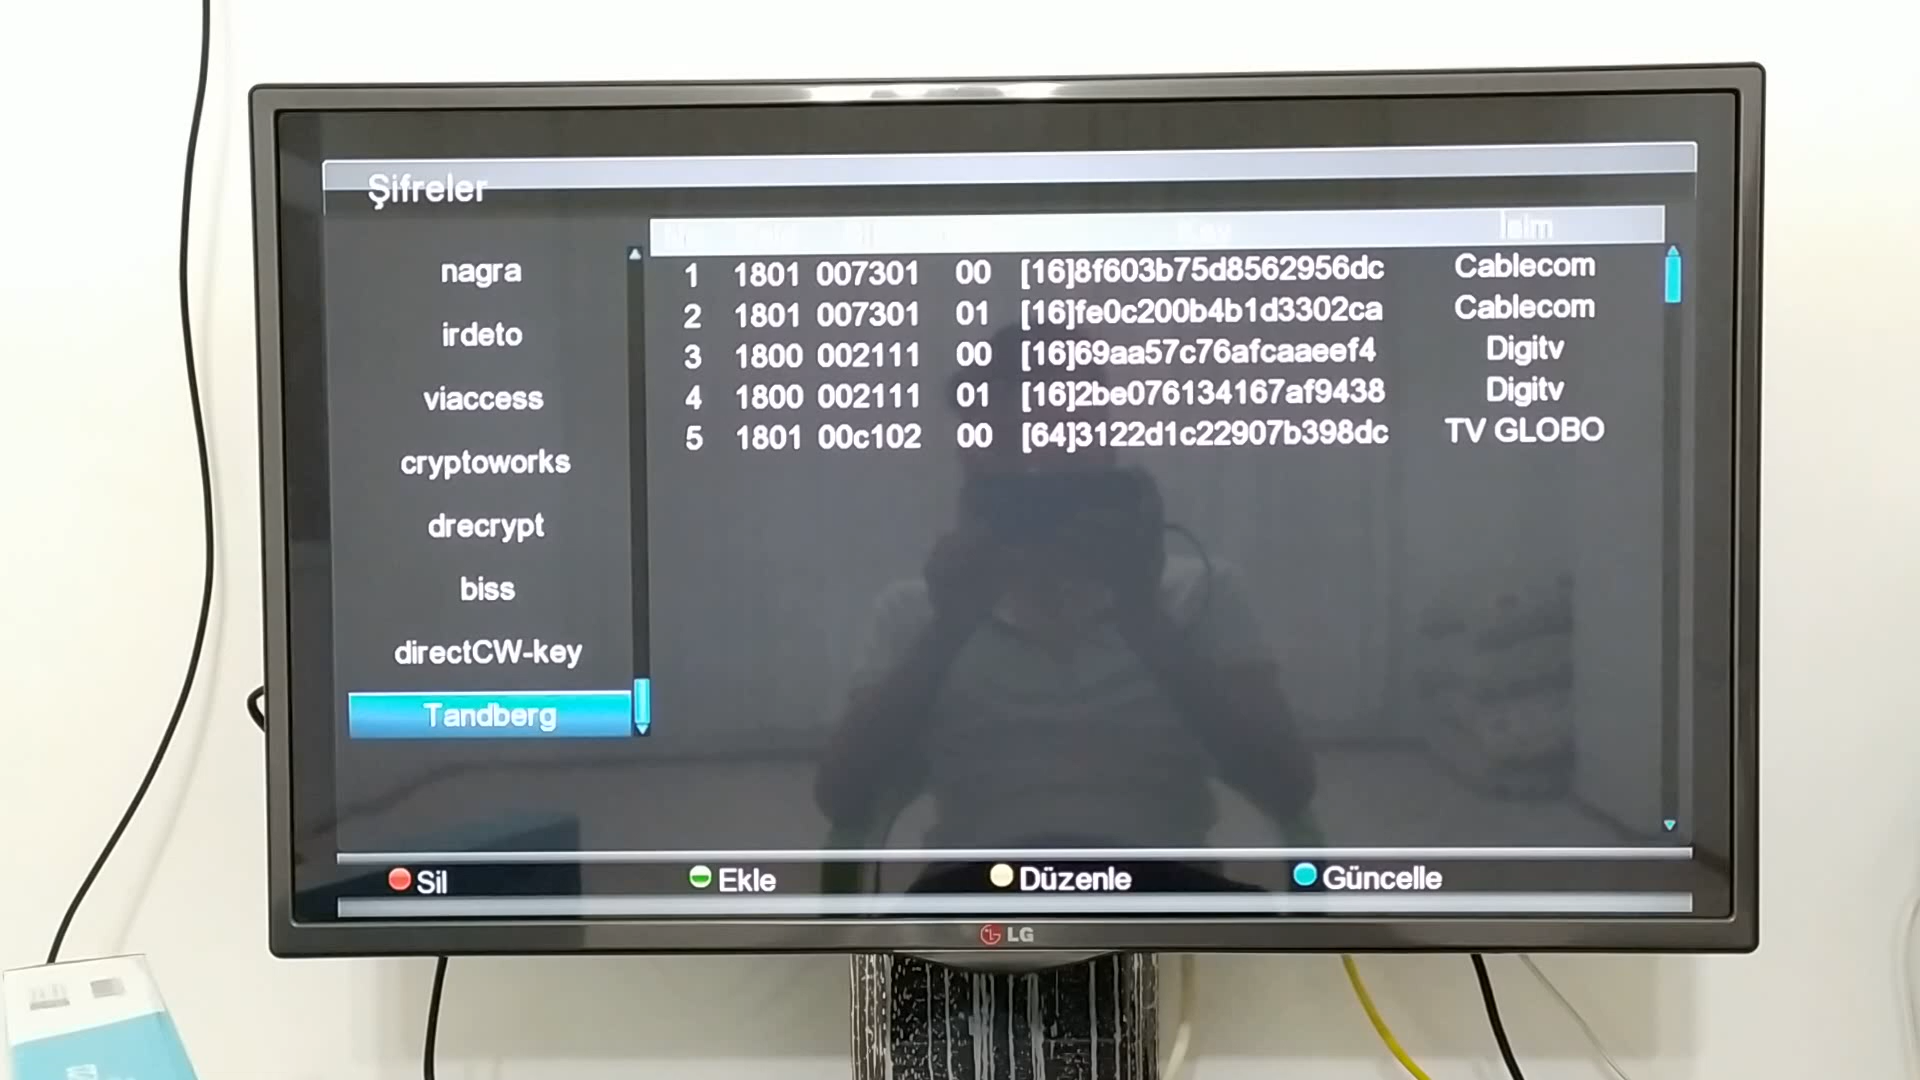 Şifreler
Key İsim
nagra
irdeto
viaccess
cryptoworks
drecrypt
biss
directCW-key
Tandberg
1 1801 007301 00 [16]8f603b75d8562956dc Cablecom
2 1801 007301 01 [16]fe0c200b4b1d3302ca Cablecom
3 1800 002111 00 [16]69aa57c76afcaaeef4 Digitv
4 1800 002111 01 [16]2be076134167af9438 Digitv
5 1801 00c102 00 [64]3122d1c22907b398dc TV GLOBO
Sil Ekle Düzenle Güncelle
LG